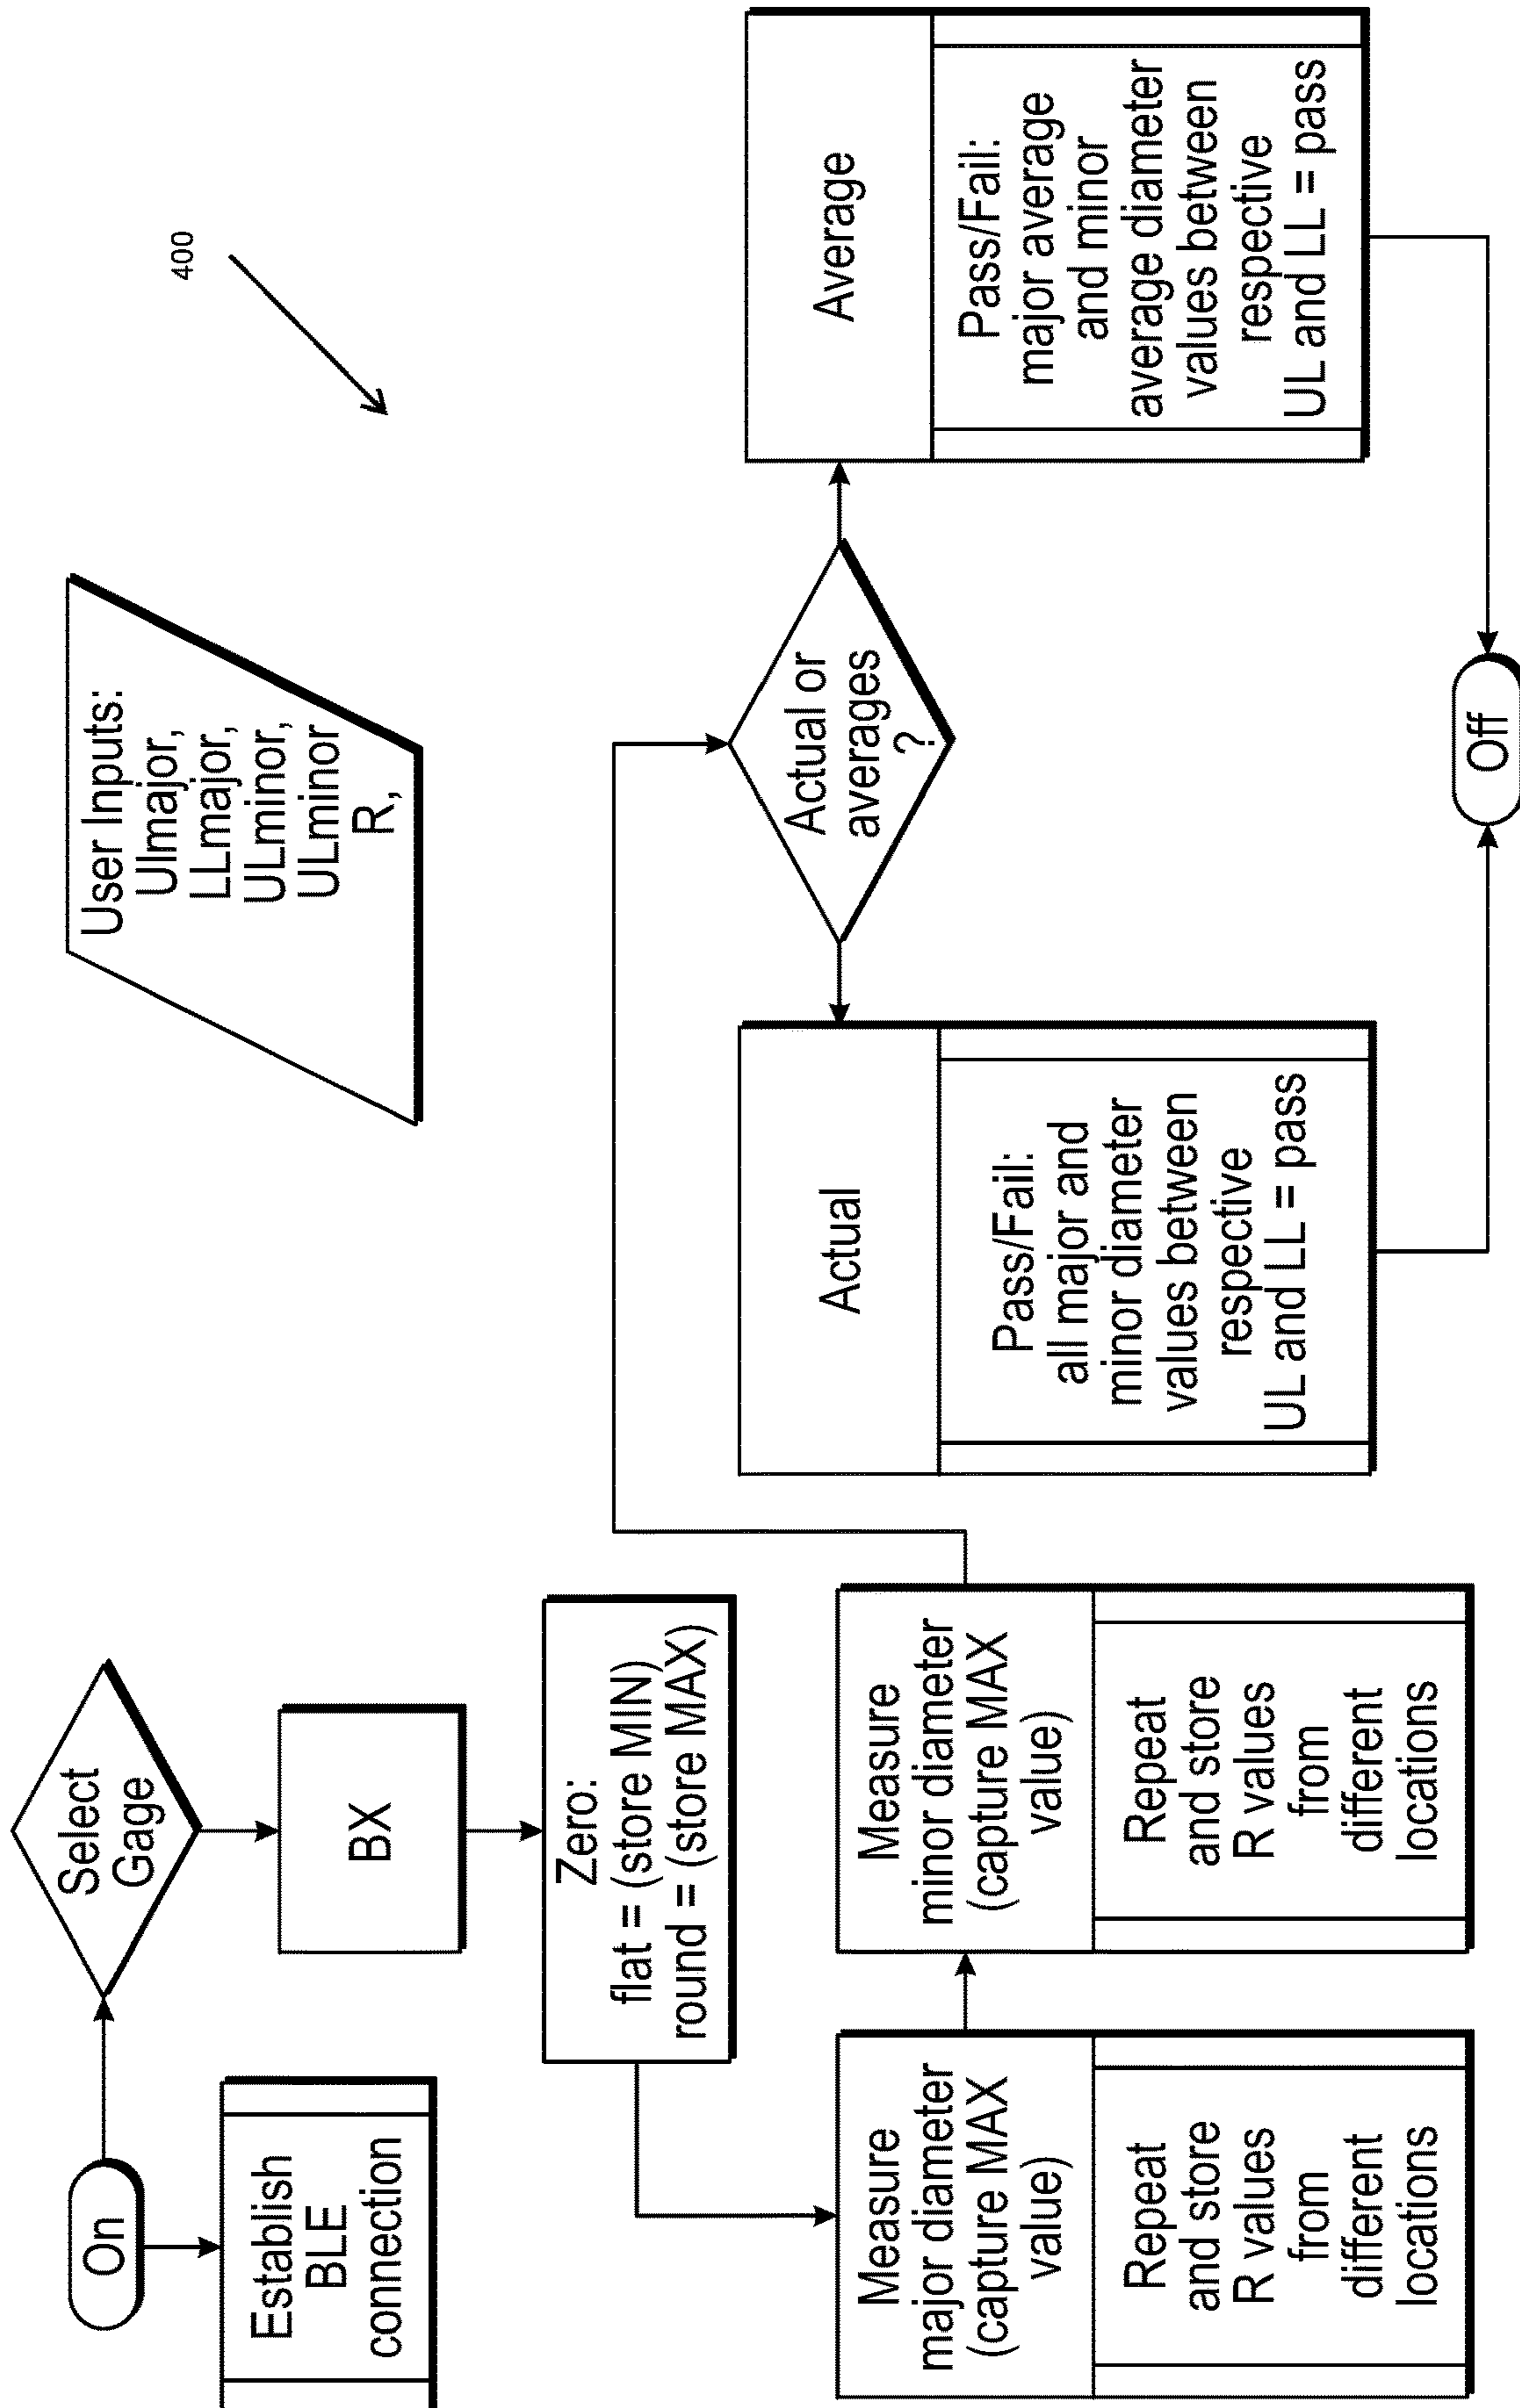 400
On
Establish
BLE
connection
Select
Gage
BX
Zero:
flat = (store MIN)
round = (store MAX)
User Inputs:
Ulmajor,
LLmajor,
ULminor,
ULminor
R,
Measure
major diameter
(capture MAX
value)
Repeat
and store
R values
from
different
locations
Measure
minor diameter
(capture MAX
value)
Repeat
and store
R values
from
different
locations
Actual or
averages
?
Actual
Pass/Fail:
all major and
minor diameter
values between
respective
UL and LL = pass
Average
Pass/Fail:
major average
and minor
average diameter
values between
respective
UL and LL = pass
Off